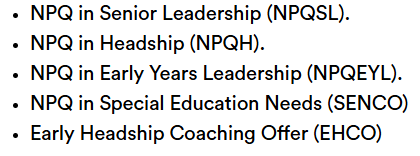 • NPQ in Senior Leadership (NPQSL).
• NPQ in Headship (NPQH).
• NPQ in Early Years Leadership (NPQEYL).
• NPQ in Special Education Needs (SENCO)
• Early Headship Coaching Offer (EHCO)